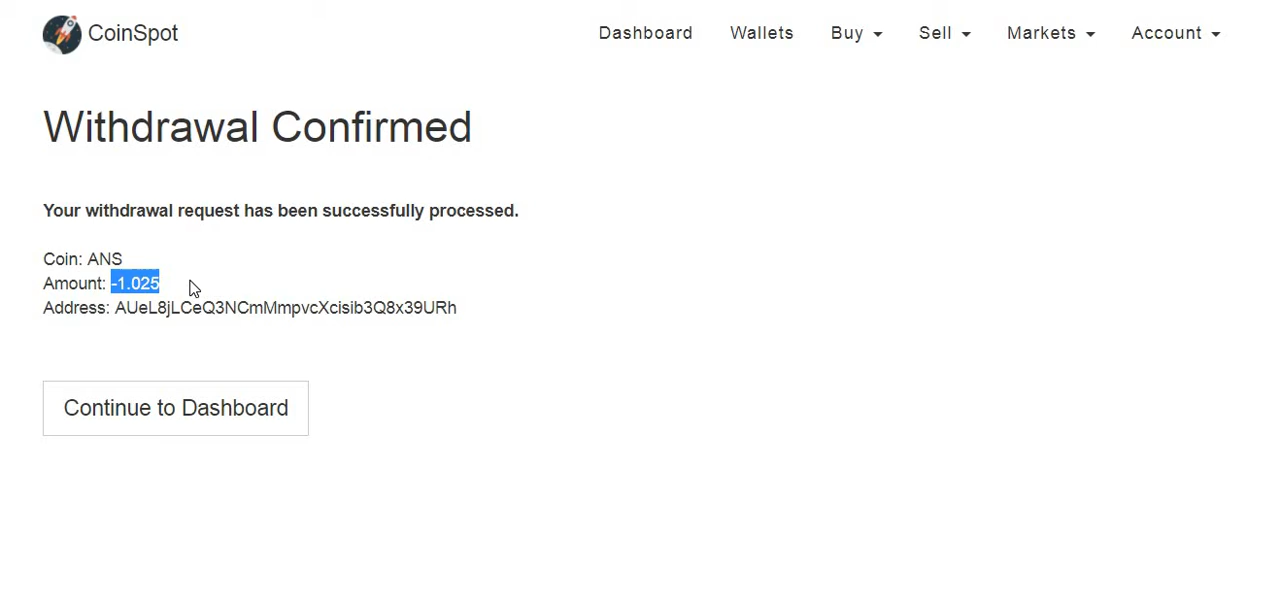 CoinSpot
Dashboard Wallets Buy Sell Markets Account
Withdrawal Confirmed
Your withdrawal request has been successfully processed.
Coin: ANS
Amount: -1.025
Address: AUeL8jLCeQ3NCmMmpvcXcisib3Q8x39URh
Continue to Dashboard